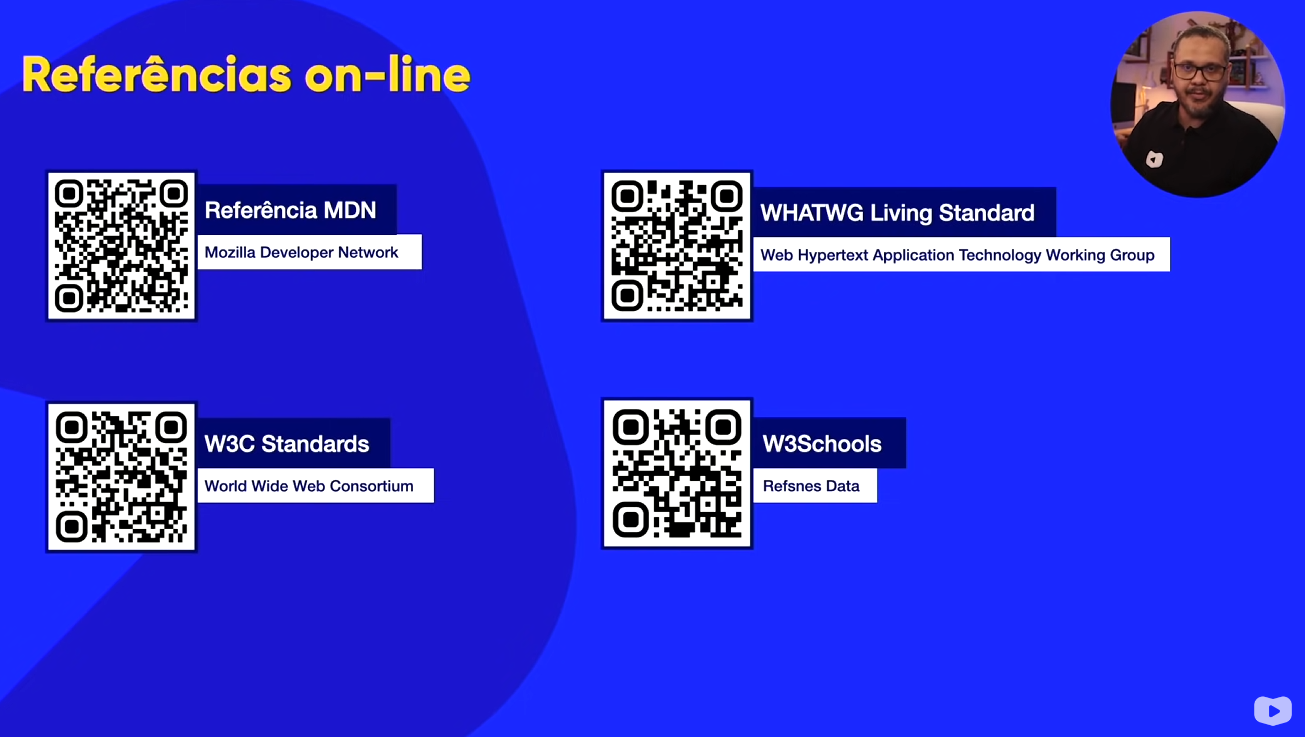 Referências on-line
Referência MDN
Mozilla Developer Network
WHATWG Living Standard
Web Hypertext Application Technology Working Group
W3C Standards
World Wide Web Consortium
W3Schools
Refsnes Data